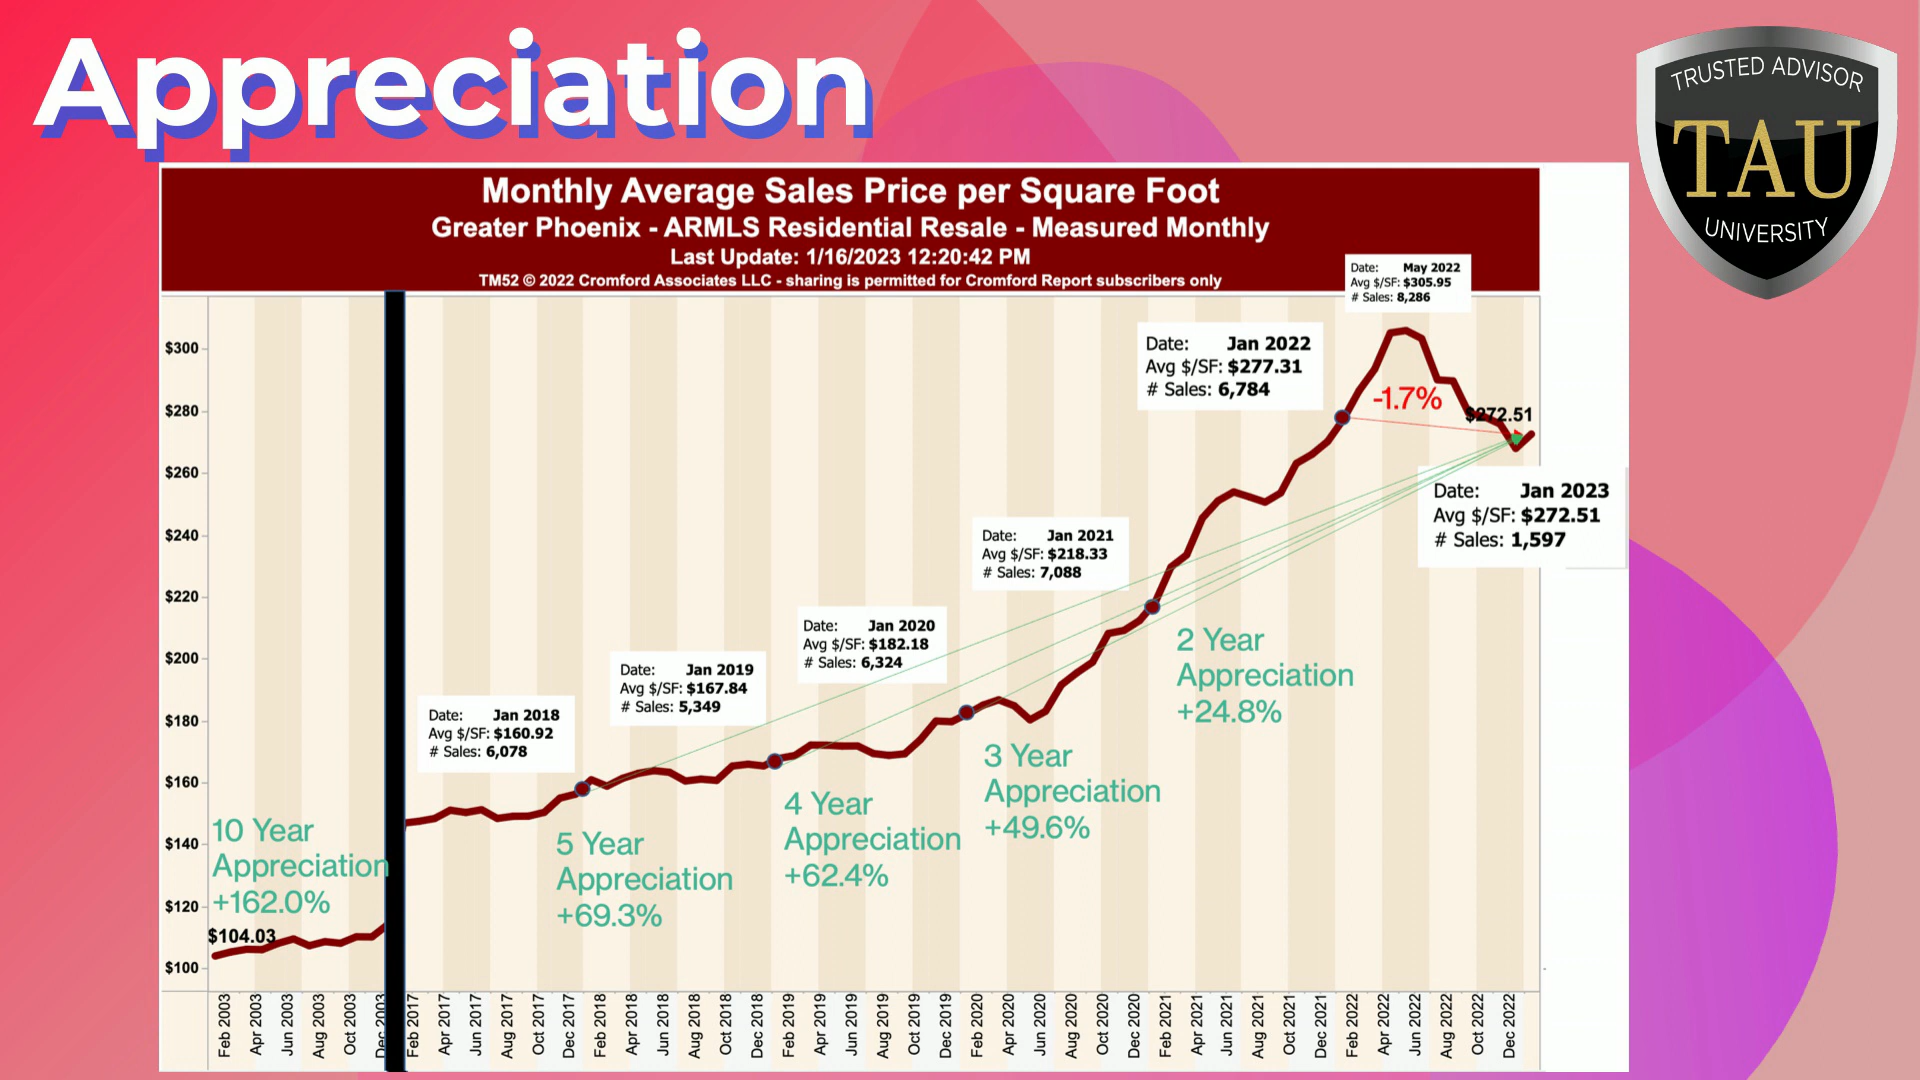 Appreciation
TRUSTED ADVISOR
TAU
UNIVERSITY
Monthly Average Sales Price per Square Foot
Greater Phoenix - ARMLS Residential Resale - Measured Monthly
Last Update: 1/16/2023 12:20:42 PM
TM52 © 2022 Cromford Associates LLC - sharing is permitted for Cromford Report subscribers only
Date: May 2022
Avg $/SF: $305.95
# Sales: 8,286
Date: Jan 2022
Avg $/SF: $277.31
# Sales: 6,784
-1.7%
$272.51
Date: Jan 2023
Avg $/SF: $272.51
# Sales: 1,597
Date: Jan 2021
Avg $/SF: $218.33
# Sales: 7,088
Date: Jan 2020
Avg $/SF: $182.18
# Sales: 6,324
Date: Jan 2019
Avg $/SF: $167.84
# Sales: 5,349
Date: Jan 2018
Avg $/SF: $160.92
# Sales: 6,078
2 Year
Appreciation
+24.8%
3 Year
Appreciation
+49.6%
4 Year
Appreciation
+62.4%
5 Year
Appreciation
+69.3%
10 Year
Appreciation
+162.0%
$104.03
$300
$280
$260
$240
$220
$200
$180
$160
$140
$120
$100
Feb 2003
Apr 2003
Jun 2003
Aug 2003
Oct 2003
Dec 2003
Feb 2017
Apr 2017
Jun 2017
Aug 2017
Oct 2017
Dec 2017
Feb 2018
Apr 2018
Jun 2018
Aug 2018
Oct 2018
Dec 2018
Feb 2019
Apr 2019
Jun 2019
Aug 2019
Oct 2019
Dec 2019
Feb 2020
Apr 2020
Jun 2020
Aug 2020
Oct 2020
Dec 2020
Feb 2021
Apr 2021
Jun 2021
Aug 2021
Oct 2021
Dec 2021
Feb 2022
Apr 2022
Jun 2022
Aug 2022
Oct 2022
Dec 2022